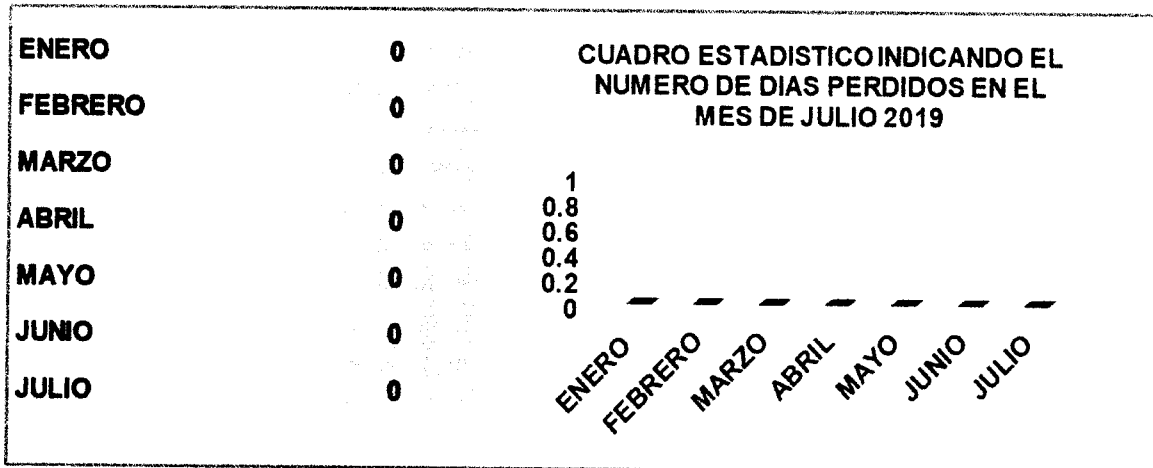 ENERO 0
FEBRERO 0
MARZO 0
ABRIL 0
MAYO 0
JUNIO 0
JULIO 0
CUADRO ESTADISTICO INDICANDO EL
NUMERO DE DIAS PERDIDOS EN EL
MES DE JULIO 2019
1
0.8
0.6
0.4
0.2
0
ENERO
FEBRERO
MARZO
ABRIL
MAYO
JUNIO
JULIO